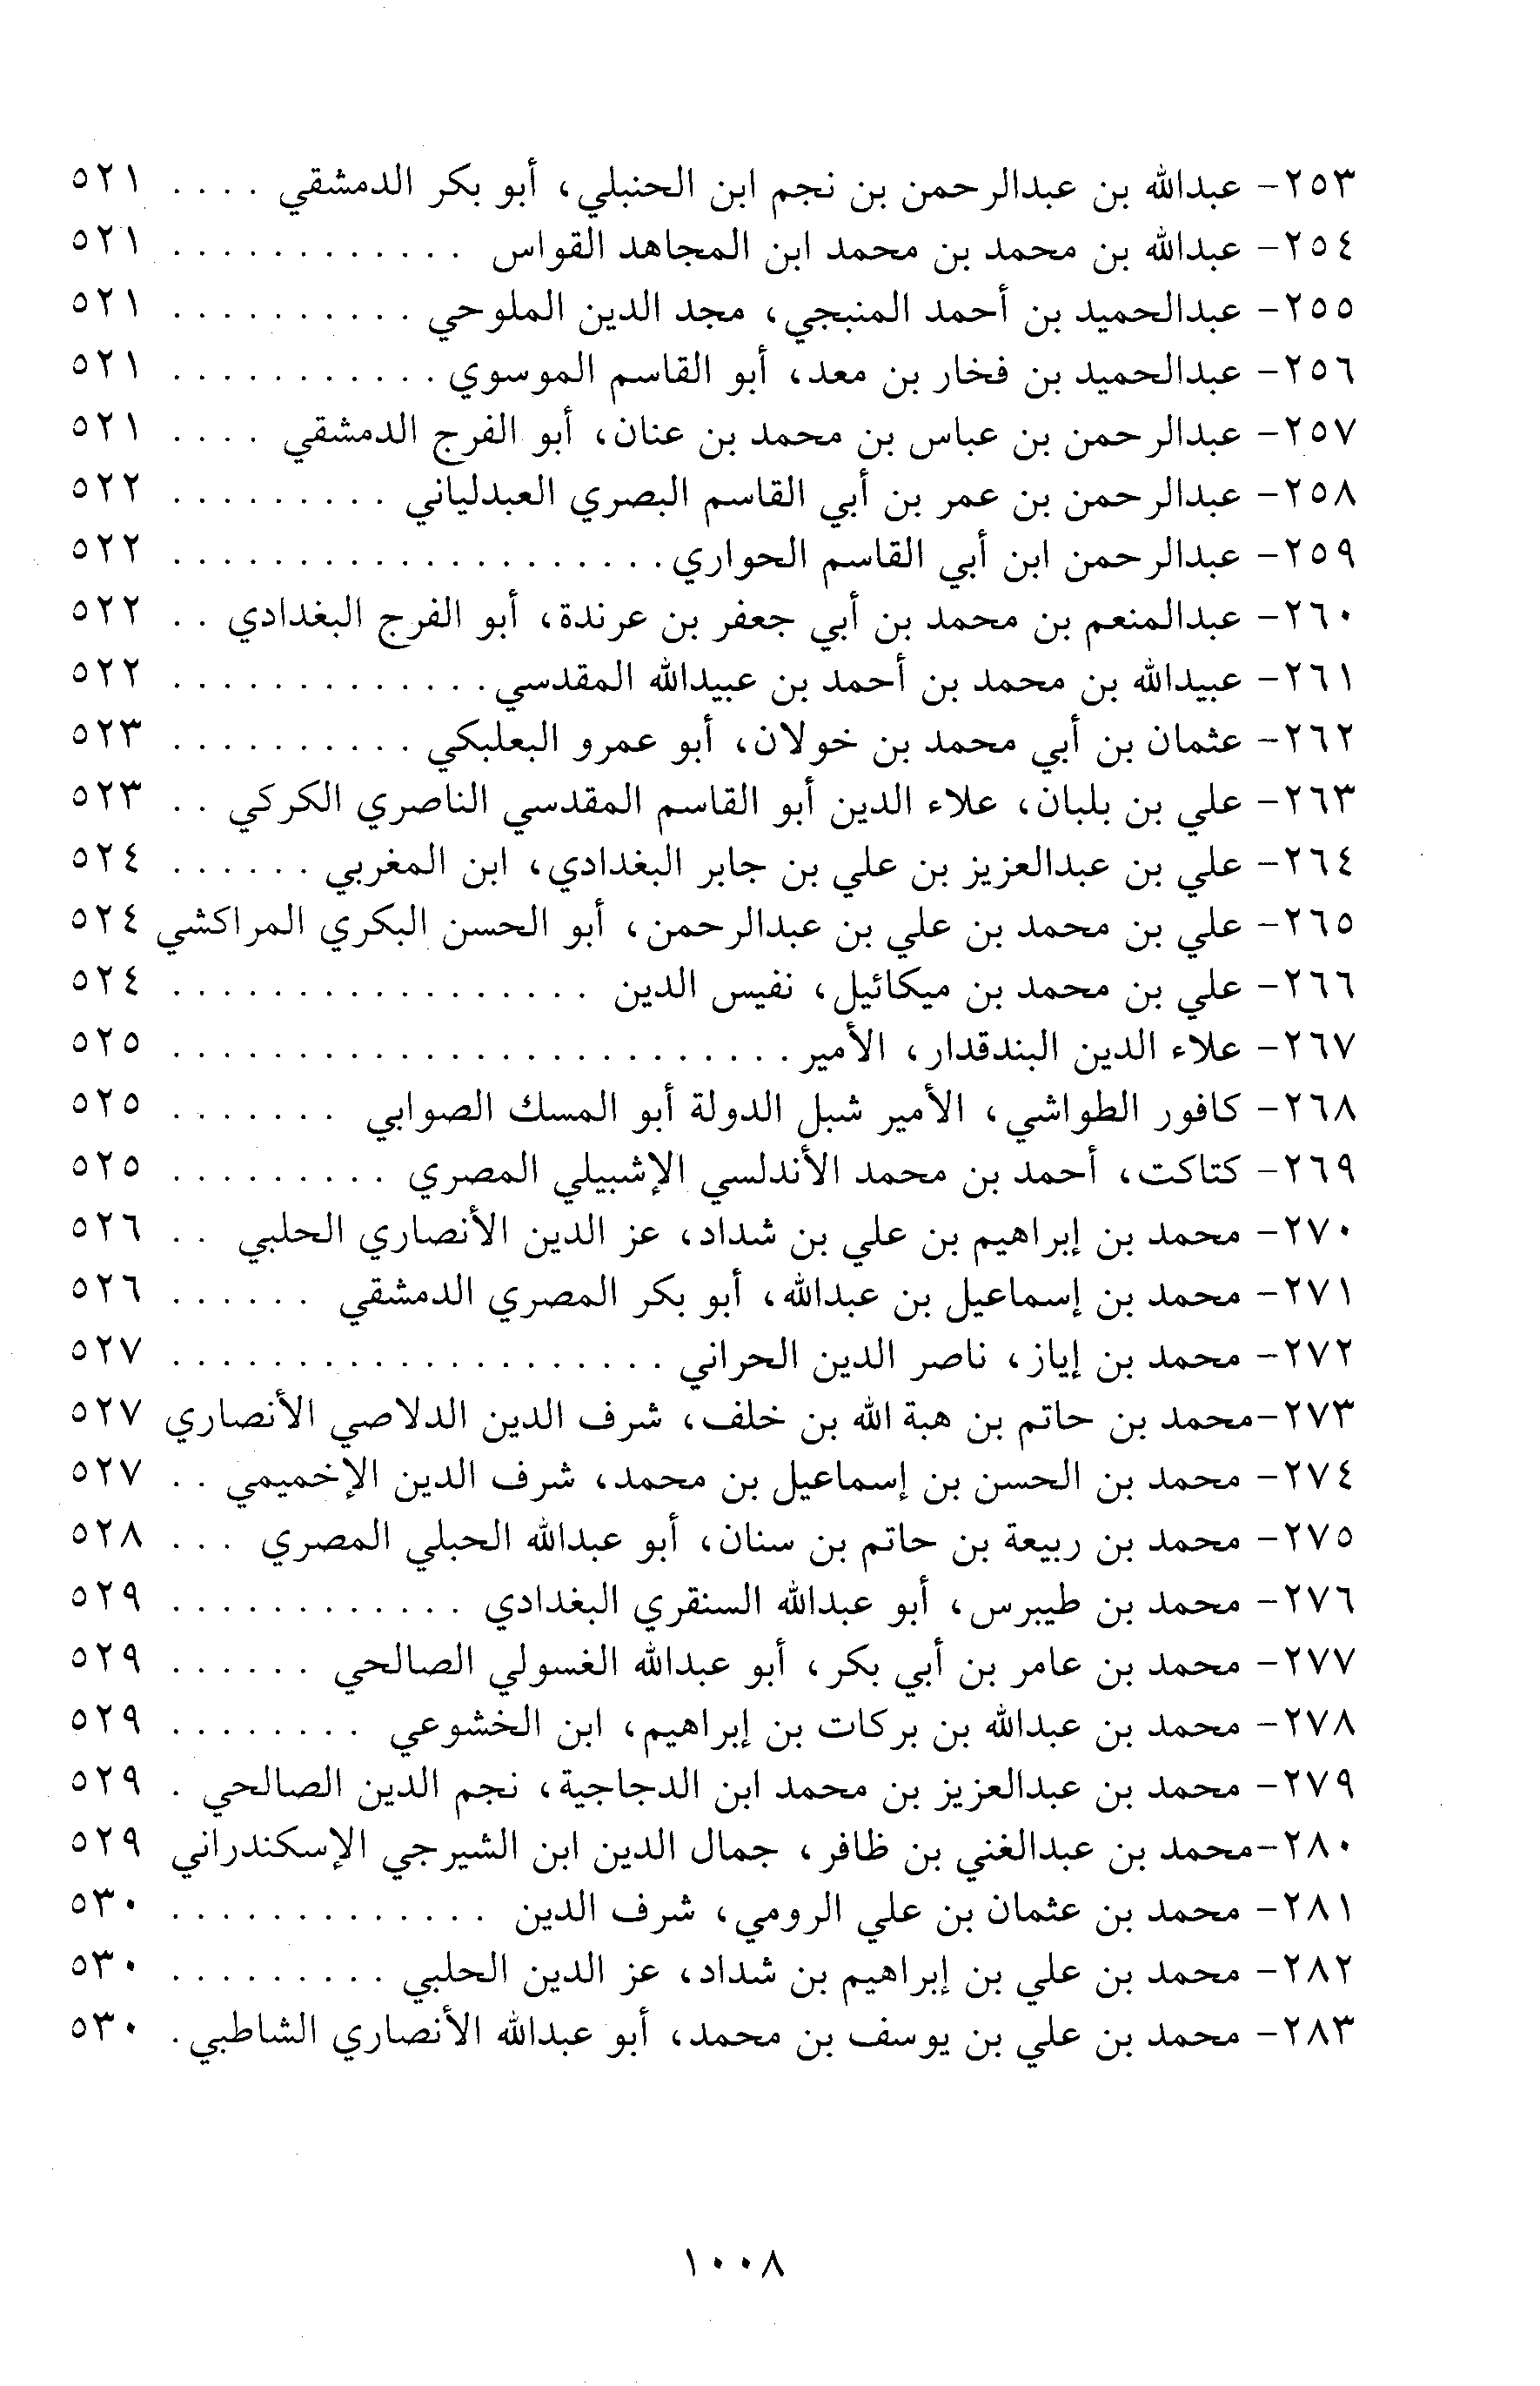 ٢٥٣- عبدالله بن عبدالرحمن بن نجم ابن الحنبلي، أبو بكر الدمشقي . . . . ٥٢١
٢٥٤- عبدالله بن محمد بن محمد ابن المجاهد القواس . . . . . . . . . . . . ٥٢١
٢٥٥- عبدالحميد بن أحمد المنبجي، مجد الدين الملوحي . . . . . . . . . . ٥٢١
٢٥٦- عبدالحميد بن فخار بن معد، أبو القاسم الموسوي . . . . . . . . . . . ٥٢١
٢٥٧- عبدالرحمن بن عباس بن محمد بن عنان، أبو الفرج الدمشقي . . . . ٥٢١
٢٥٨- عبدالرحمن بن عمر بن أبي القاسم البصري العبدلياني . . . . . . . . . ٥٢٢
٢٥٩- عبدالرحمن ابن أبي القاسم الحواري . . . . . . . . . . . . . . . . . . . . ٥٢٢
٢٦٠- عبدالمنعم بن محمد بن أبي جعفر بن عرندة، أبو الفرج البغدادي . . ٥٢٢
٢٦١- عبيدالله بن محمد بن أحمد بن عبيدالله المقدسي . . . . . . . . . . . . . ٥٢٢
٢٦٢- عثمان بن أبي محمد بن خولان، أبو عمرو البعلبكي . . . . . . . . . . ٥٢٣
٢٦٣- علي بن بلبان، علاء الدين أبو القاسم المقدسي الناصري الكركي . . ٥٢٣
٢٦٤- علي بن عبدالعزيز بن علي بن جابر البغدادي، ابن المغربي . . . . . . ٥٢٤
٢٦٥- علي بن محمد بن علي بن عبدالرحمن، أبو الحسن البكري المراكشي ٥٢٤
٢٦٦- علي بن محمد بن ميكائيل، نفيس الدين . . . . . . . . . . . . . . . . . ٥٢٤
٢٦٧- علاء الدين البندقدار، الأمير . . . . . . . . . . . . . . . . . . . . . . . . . ٥٢٥
٢٦٨- كافور الطواشي، الأمير شبل الدولة أبو المسك الصوابي . . . . . . . ٥٢٥
٢٦٩- كتاكت، أحمد بن محمد الأندلسي الإشبيلي المصري . . . . . . . . . ٥٢٥
٢٧٠- محمد بن إبراهيم بن علي بن شداد، عز الدين الأنصاري الحلبي . . ٥٢٦
٢٧١- محمد بن إسماعيل بن عبدالله، أبو بكر المصري الدمشقي . . . . . . ٥٢٦
٢٧٢- محمد بن إياز، ناصر الدين الحراني . . . . . . . . . . . . . . . . . . . . ٥٢٧
٢٧٣-محمد بن حاتم بن هبة الله بن خلف، شرف الدين الدلاصي الأنصاري ٥٢٧
٢٧٤- محمد بن الحسن بن إسماعيل بن محمد، شرف الدين الإخميمي . . ٥٢٧
٢٧٥- محمد بن ربيعة بن حاتم بن سنان، أبو عبدالله الحبلي المصري . . . ٥٢٨
٢٧٦- محمد بن طيبرس، أبو عبدالله السنقري البغدادي . . . . . . . . . . . . ٥٢٩
٢٧٧- محمد بن عامر بن أبي بكر، أبو عبدالله الغسولي الصالحي . . . . . . ٥٢٩
٢٧٨- محمد بن عبدالله بن بركات بن إبراهيم، ابن الخشوعي . . . . . . . . ٥٢٩
٢٧٩- محمد بن عبدالعزيز بن محمد ابن الدجاجية، نجم الدين الصالحي . ٥٢٩
٢٨٠-محمد بن عبدالغني بن ظافر، جمال الدين ابن الشيرجي الإسكندراني ٥٢٩
٢٨١- محمد بن عثمان بن علي الرومي، شرف الدين . . . . . . . . . . . . . ٥٣٠
٢٨٢- محمد بن علي بن إبراهيم بن شداد، عز الدين الحلبي . . . . . . . . . ٥٣٠
٢٨٣- محمد بن علي بن يوسف بن محمد، أبو عبدالله الأنصاري الشاطبي . ٥٣٠
١٠٠٨